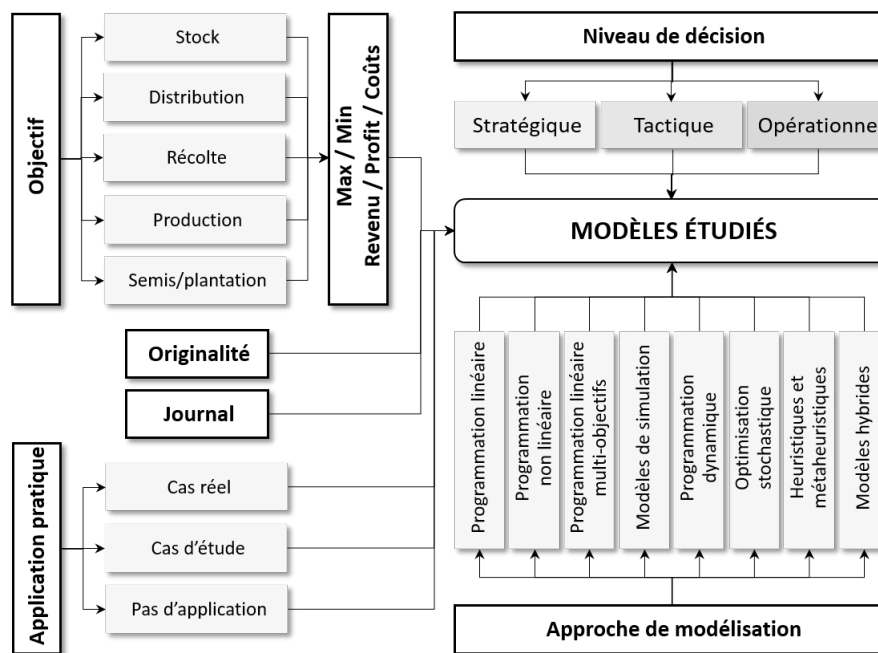 Objectif
Stock
Distribution
Récolte
Production
Semis/plantation
Max / Min
Revenu / Profit / Coûts
Originalité
Journal
Application pratique
Cas réel
Cas d'étude
Pas d'application
Niveau de décision
Stratégique
Tactique
Opérationne
MODÈLES ÉTUDIÉS
Programmation linéaire
Programmation
non linéaire
Programmation linéaire
multi-objectifs
Modèles de simulation
Programmation
dynamique
Optimisation
stochastique
Heuristiques et
métaheuristiques
Modèles hybrides
Approche de modélisation